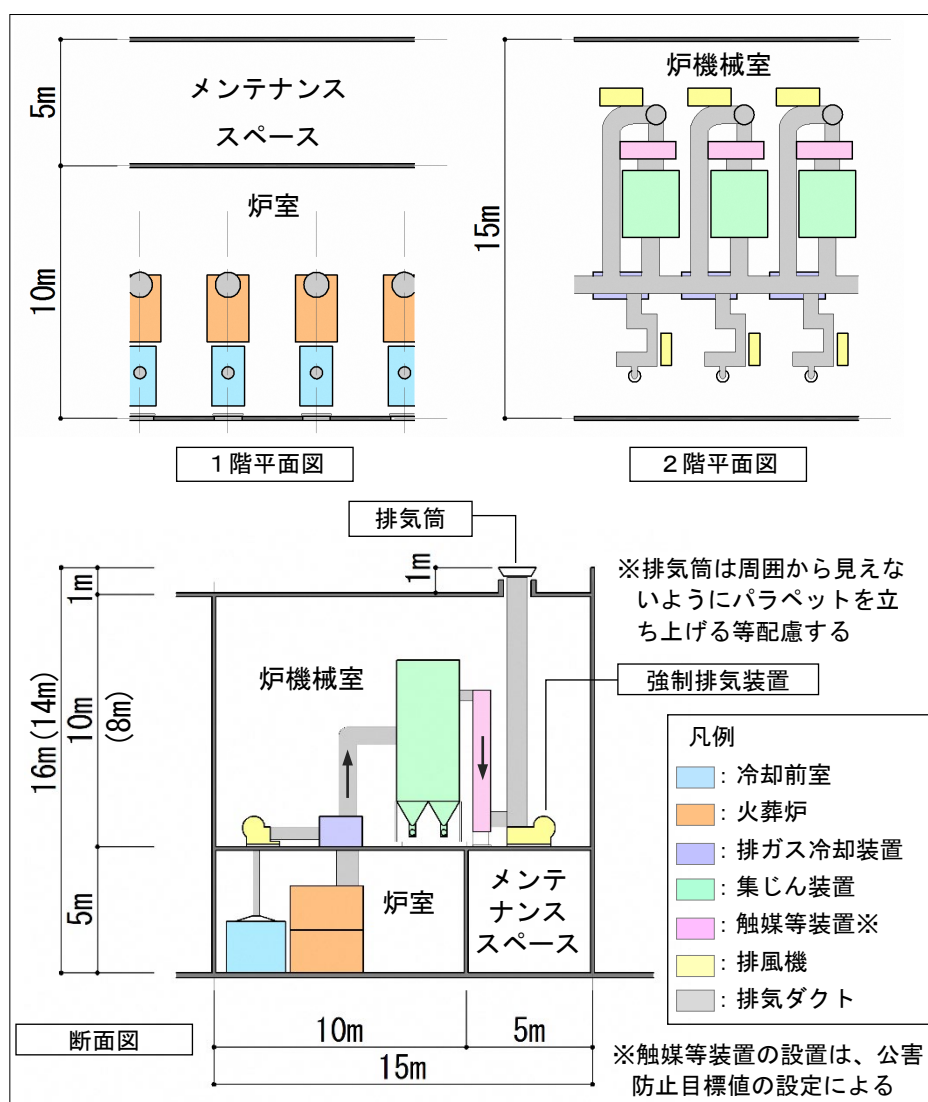 5m
メンテナンス
スペース
炉室
10m
1階平面図
15m
炉機械室
2階平面図
排気筒
1m
※排気筒は周囲から見えな
いようにパラペットを立
ち上げる等配慮する
強制排気装置
炉機械室
16m(14m)
1m
10m
(8m)
5m
炉室
メンテ
ナンス
スペース
10m
5m
15m
断面図
凡例
:冷却前室
:火葬炉
:排ガス冷却装置
:集じん装置
:触媒等装置※
:排風機
:排気ダクト
※触媒等装置の設置は、公害
防止目標値の設定による